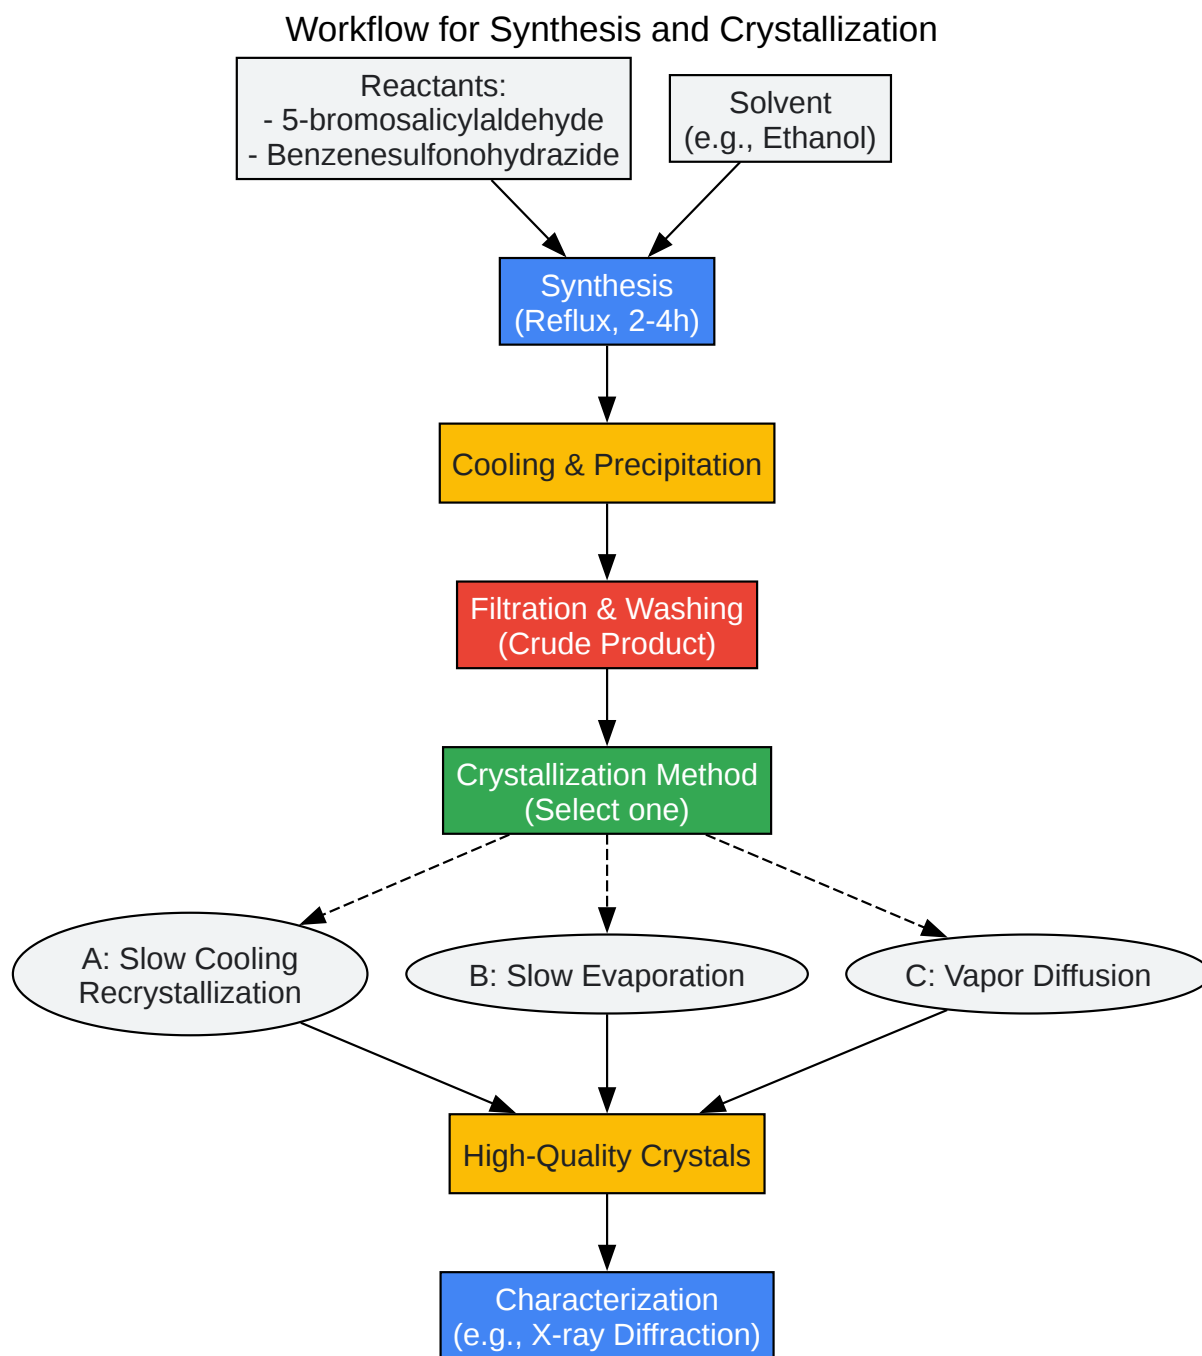 Workflow for Synthesis and Crystallization
Reactants:
- 5-bromosalicylaldehyde
- Benzenesulfonohydrazide
Solvent
(e.g., Ethanol)
Synthesis
(Reflux, 2-4h)
Cooling & Precipitation
Filtration & Washing
(Crude Product)
Crystallization Method
(Select one)
A: Slow Cooling
Recrystallization
B: Slow Evaporation
C: Vapor Diffusion
High-Quality Crystals
Characterization
(e.g., X-ray Diffraction)